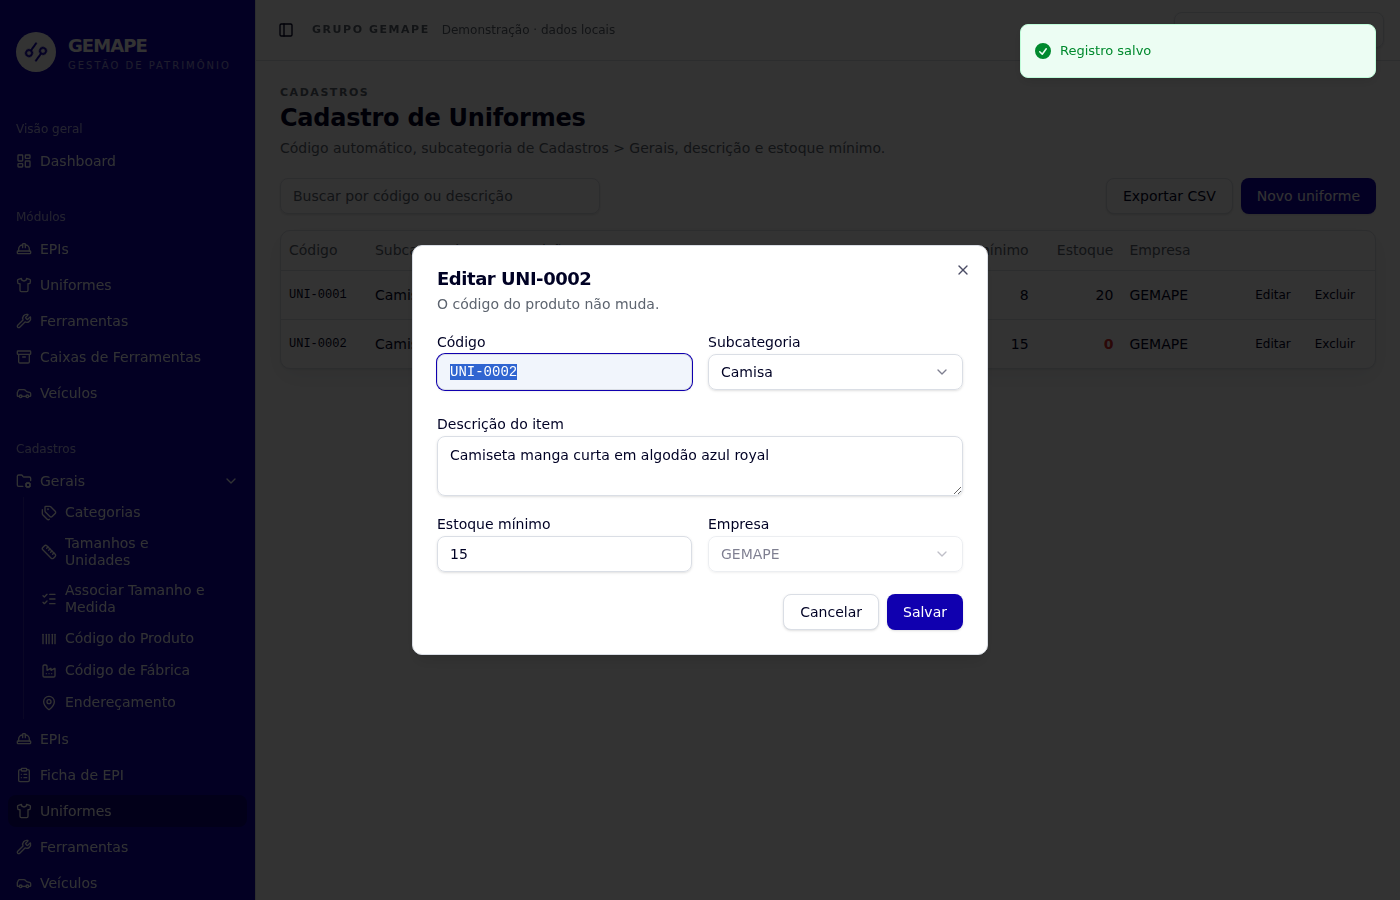 GEMAPE
GESTÃO DE PATRIMÔNIO
Visão geral
Dashboard
Módulos
EPIs
Uniformes
Ferramentas
Caixas de Ferramentas
Veículos
Cadastros
Gerais
Categorias
Tamanhos e
Unidades
Associar Tamanho e
Medida
Código do Produto
Código de Fábrica
Endereçamento
EPIs
Ficha de EPI
Uniformes
Ferramentas
Veículos
GRUPO GEMAPE Demonstração · dados locais
Registro salvo
CADASTROS
Cadastro de Uniformes
Código automático, subcategoria de Cadastros > Gerais, descrição e estoque mínimo.
Buscar por código ou descrição
Exportar CSV
Novo uniforme
Código Estoque Empresa
UNI-0001 8 20 GEMAPE Editar Excluir
UNI-0002 15 0 GEMAPE Editar Excluir
Editar UNI-0002
O código do produto não muda.
Código Subcategoria
UNI-0002 Camisa
Descrição do item
Camiseta manga curta em algodão azul royal
Estoque mínimo Empresa
15 GEMAPE
Cancelar Salvar